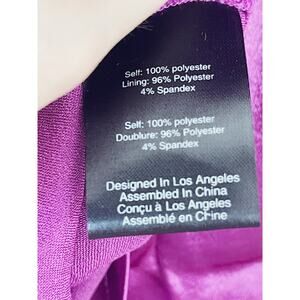 Self: 100% polyester
Lining: 96% Polyester
4% Spandex
Self: 100% polyester
Doublure: 96% Polyester
4% Spandex
Designed In Los Angeles
Assembled In China
Conçu à Los Angeles
Assemblé en Chine